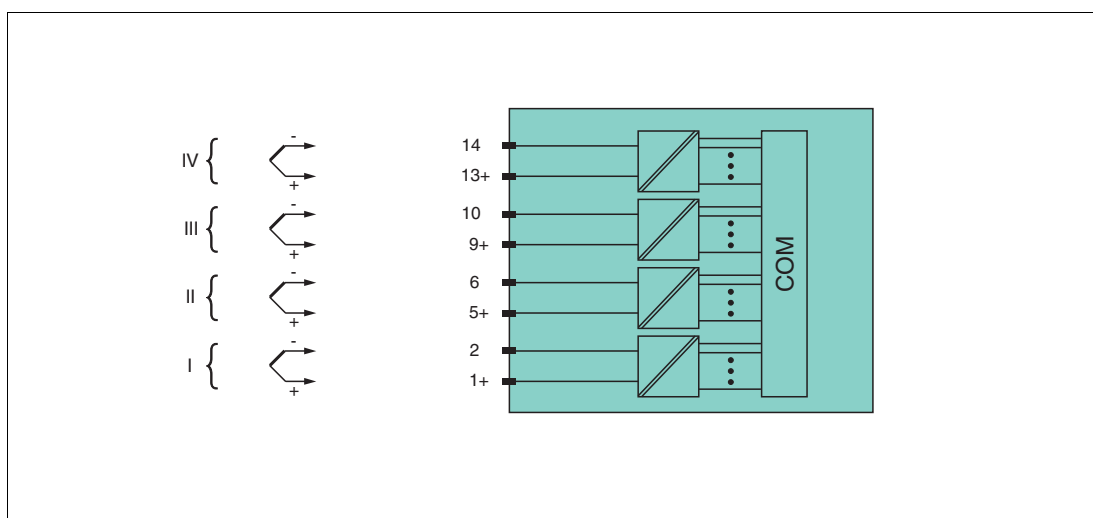 IV { - + 14 13+
III { - + 10 9+
II { - + 6 5+
I { - + 2 1+
COM